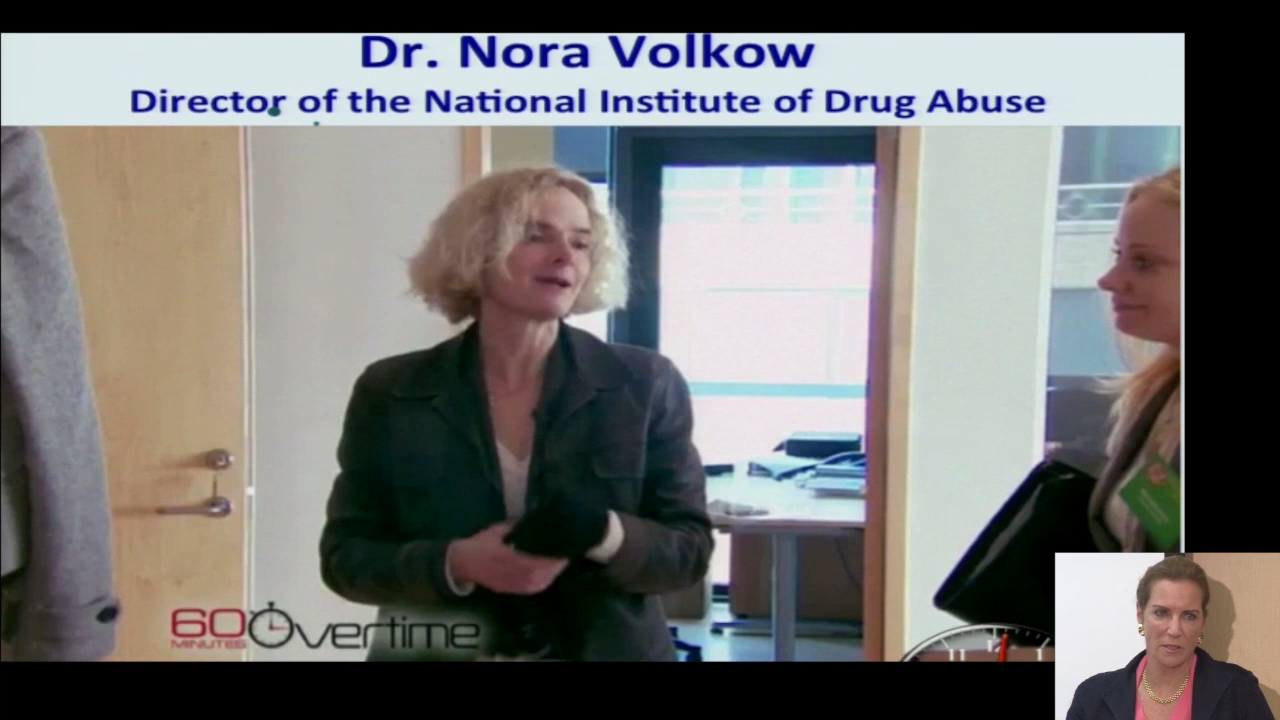 Dr. Nora Volkow
Director of the National Institute of Drug Abuse
60 Overtime
MINUTES